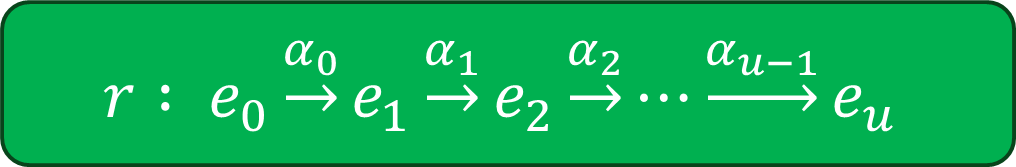 r : e₀ →^{α₀} e₁ →^{α₁} e₂ →^{α₂} ⋯ →^{α_{u−1}} e_u